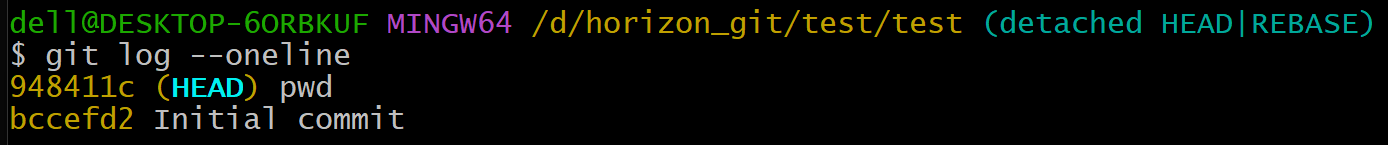 dell@DESKTOP-6ORBKUF MINGW64 /d/horizon_git/test/test (detached HEAD|REBASE)
$ git log --oneline
948411c (HEAD) pwd
bccefd2 Initial commit